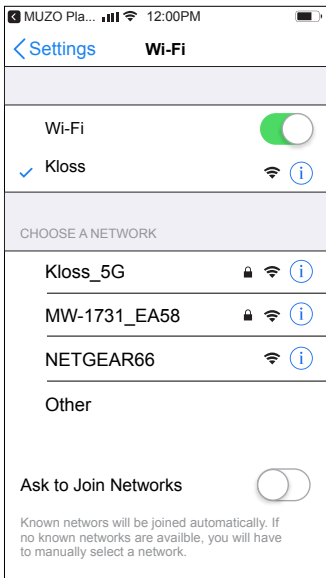 MUZO Pla... 12:00PM
Settings Wi-Fi
Wi-Fi
Kloss
CHOOSE A NETWORK
Kloss_5G
MW-1731_EA58
NETGEAR66
Other
Ask to Join Networks
Known networs will be joined automatically. If
no known networks are availble, you will have
to manually select a network.